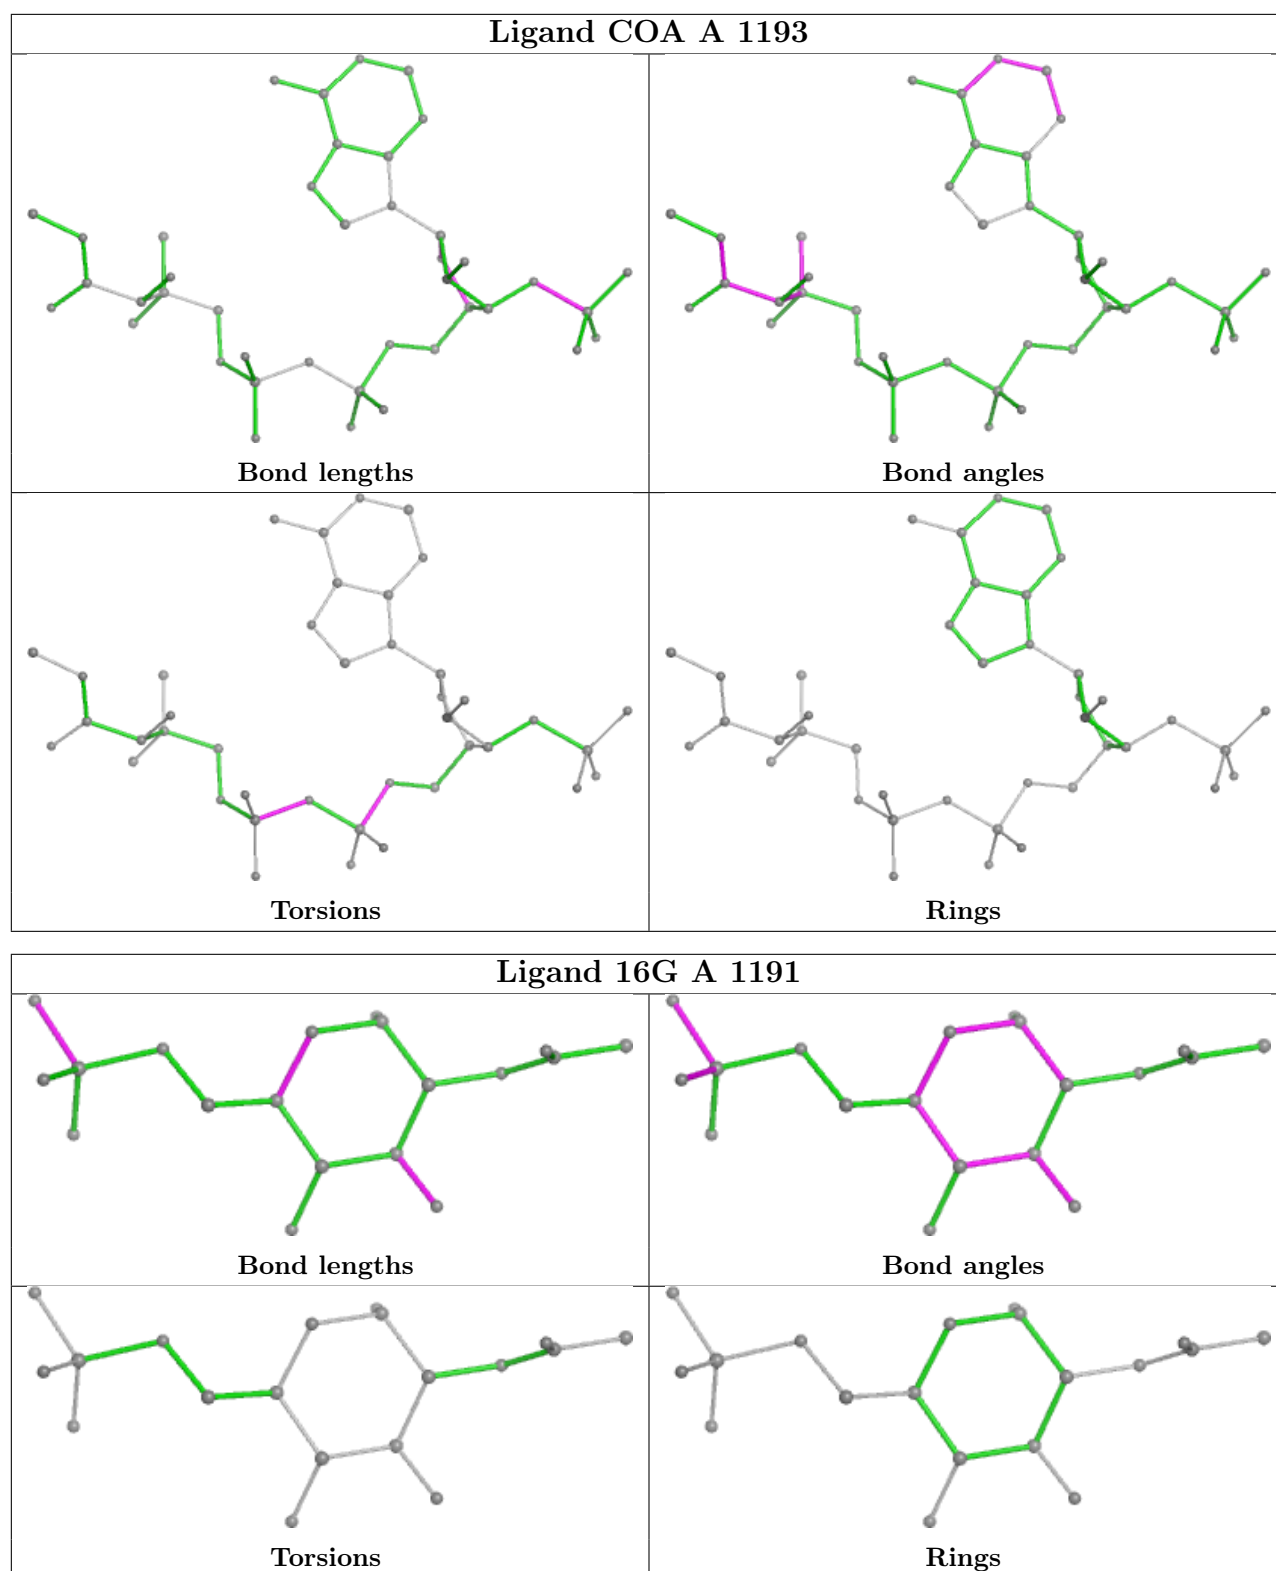 Ligand COA A 1193
Bond lengths
Bond angles
Torsions
Rings
Ligand 16G A 1191
Bond lengths
Bond angles
Torsions
Rings